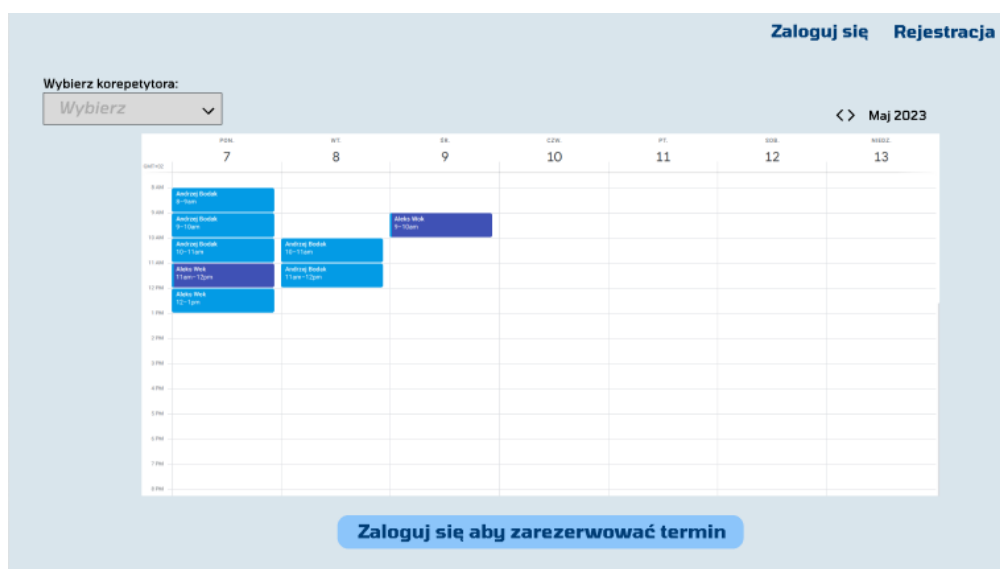 Zaloguj się Rejestracja
Wybierz korepetytora:
Wybierz
< > Maj 2023
PON. WT. ŚR. CZW. PT. SOB. NIEDZ.
7 8 9 10 11 12 13
GMT+02
8 AM
Andrzej Bodak
8–9am
9 AM
Andrzej Bodak
9–10am
Aleks Wok
9–10am
10 AM
Andrzej Bodak
10–11am
Andrzej Bodak
10–11am
11 AM
Aleks Wok
11am–12pm
Andrzej Bodak
11am–12pm
12 PM
Aleks Wok
12–1pm
1 PM
2 PM
3 PM
4 PM
5 PM
6 PM
7 PM
8 PM
Zaloguj się aby zarezerwować termin